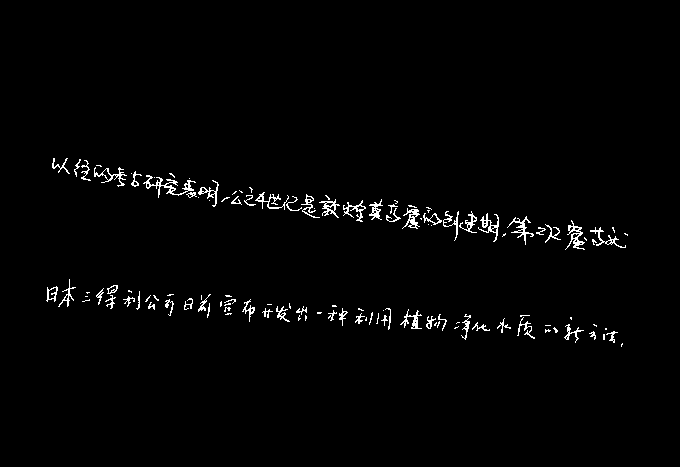 以往的考古研究表明,公元4世纪是敦煌莫高窟的创建期,第二次
日本三得利公司日前宣布开发出一种利用植物净化水质的新方法.